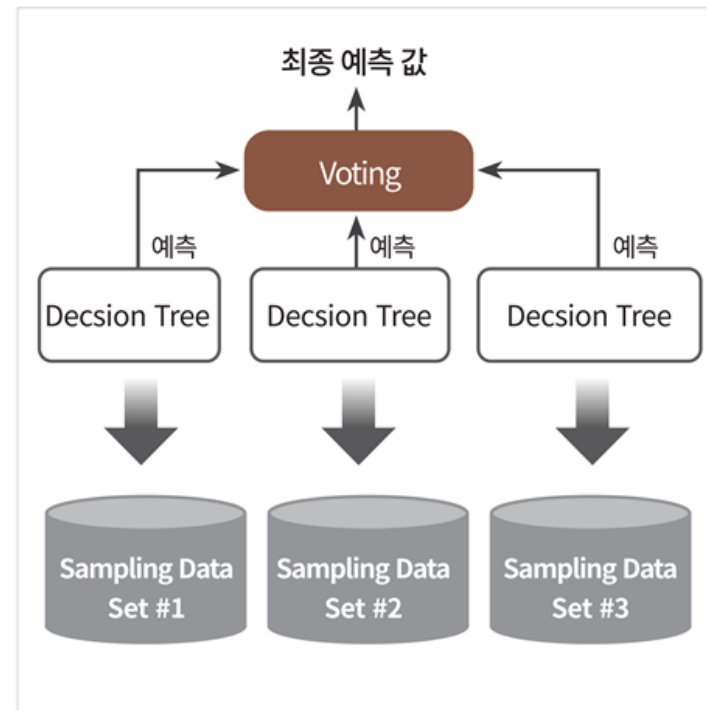 최종 예측 값
Voting
예측
예측
예측
Decsion Tree
Decsion Tree
Decsion Tree
Sampling Data
Set #1
Sampling Data
Set #2
Sampling Data
Set #3